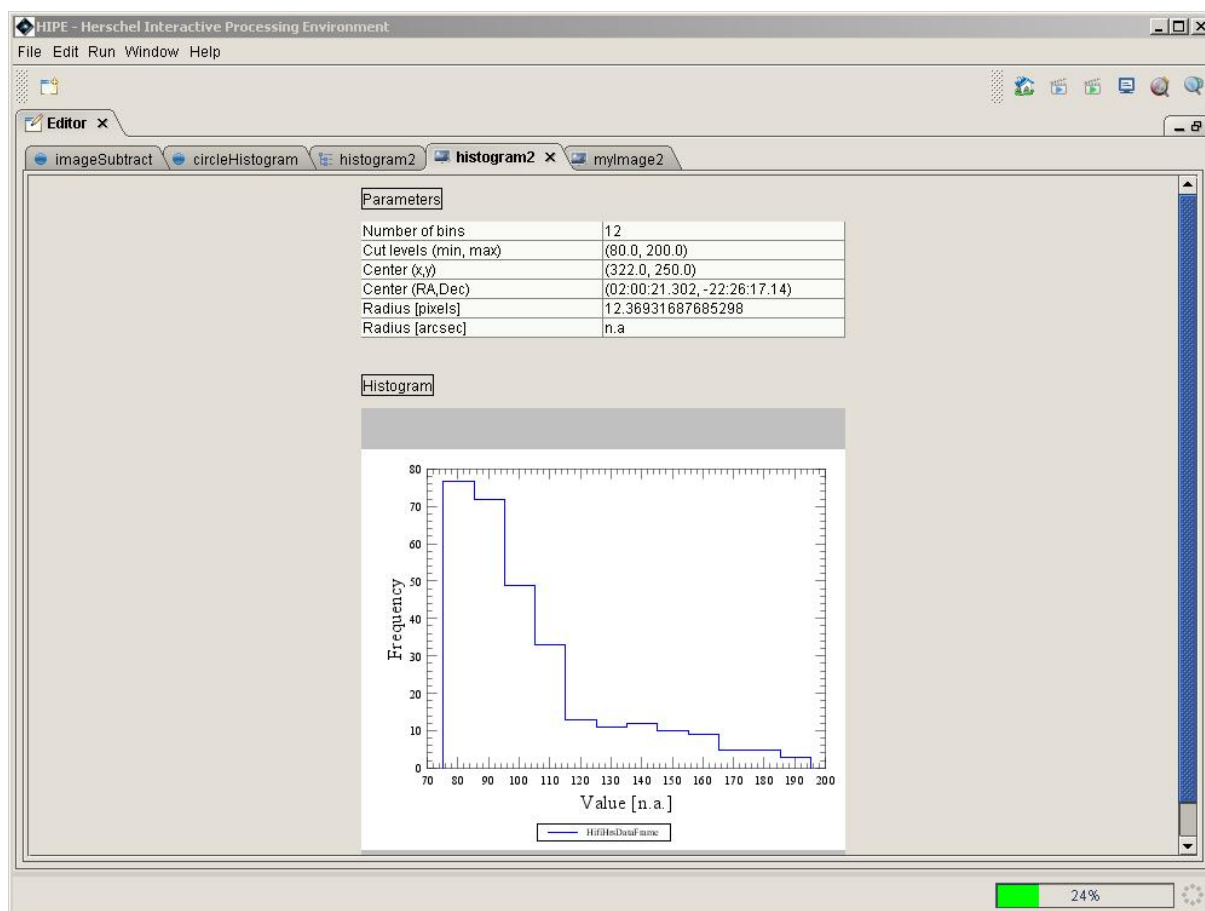 HIPE - Herschel Interactive Processing Environment
File Edit Run Window Help
Editor
imageSubtract circleHistogram histogram2 histogram2 myImage2
Parameters
Number of bins 12
Cut levels (min, max) (80.0, 200.0)
Center (x,y) (322.0, 250.0)
Center (RA,Dec) (02:00:21.302, -22:26:17.14)
Radius [pixels] 12.36931687685298
Radius [arcsec] n.a
Histogram
80
70
60
50
40
30
20
10
0
Frequency
70 80 90 100 110 120 130 140 150 160 170 180 190 200
Value [n.a.]
HifiHrsDataFrame
24%